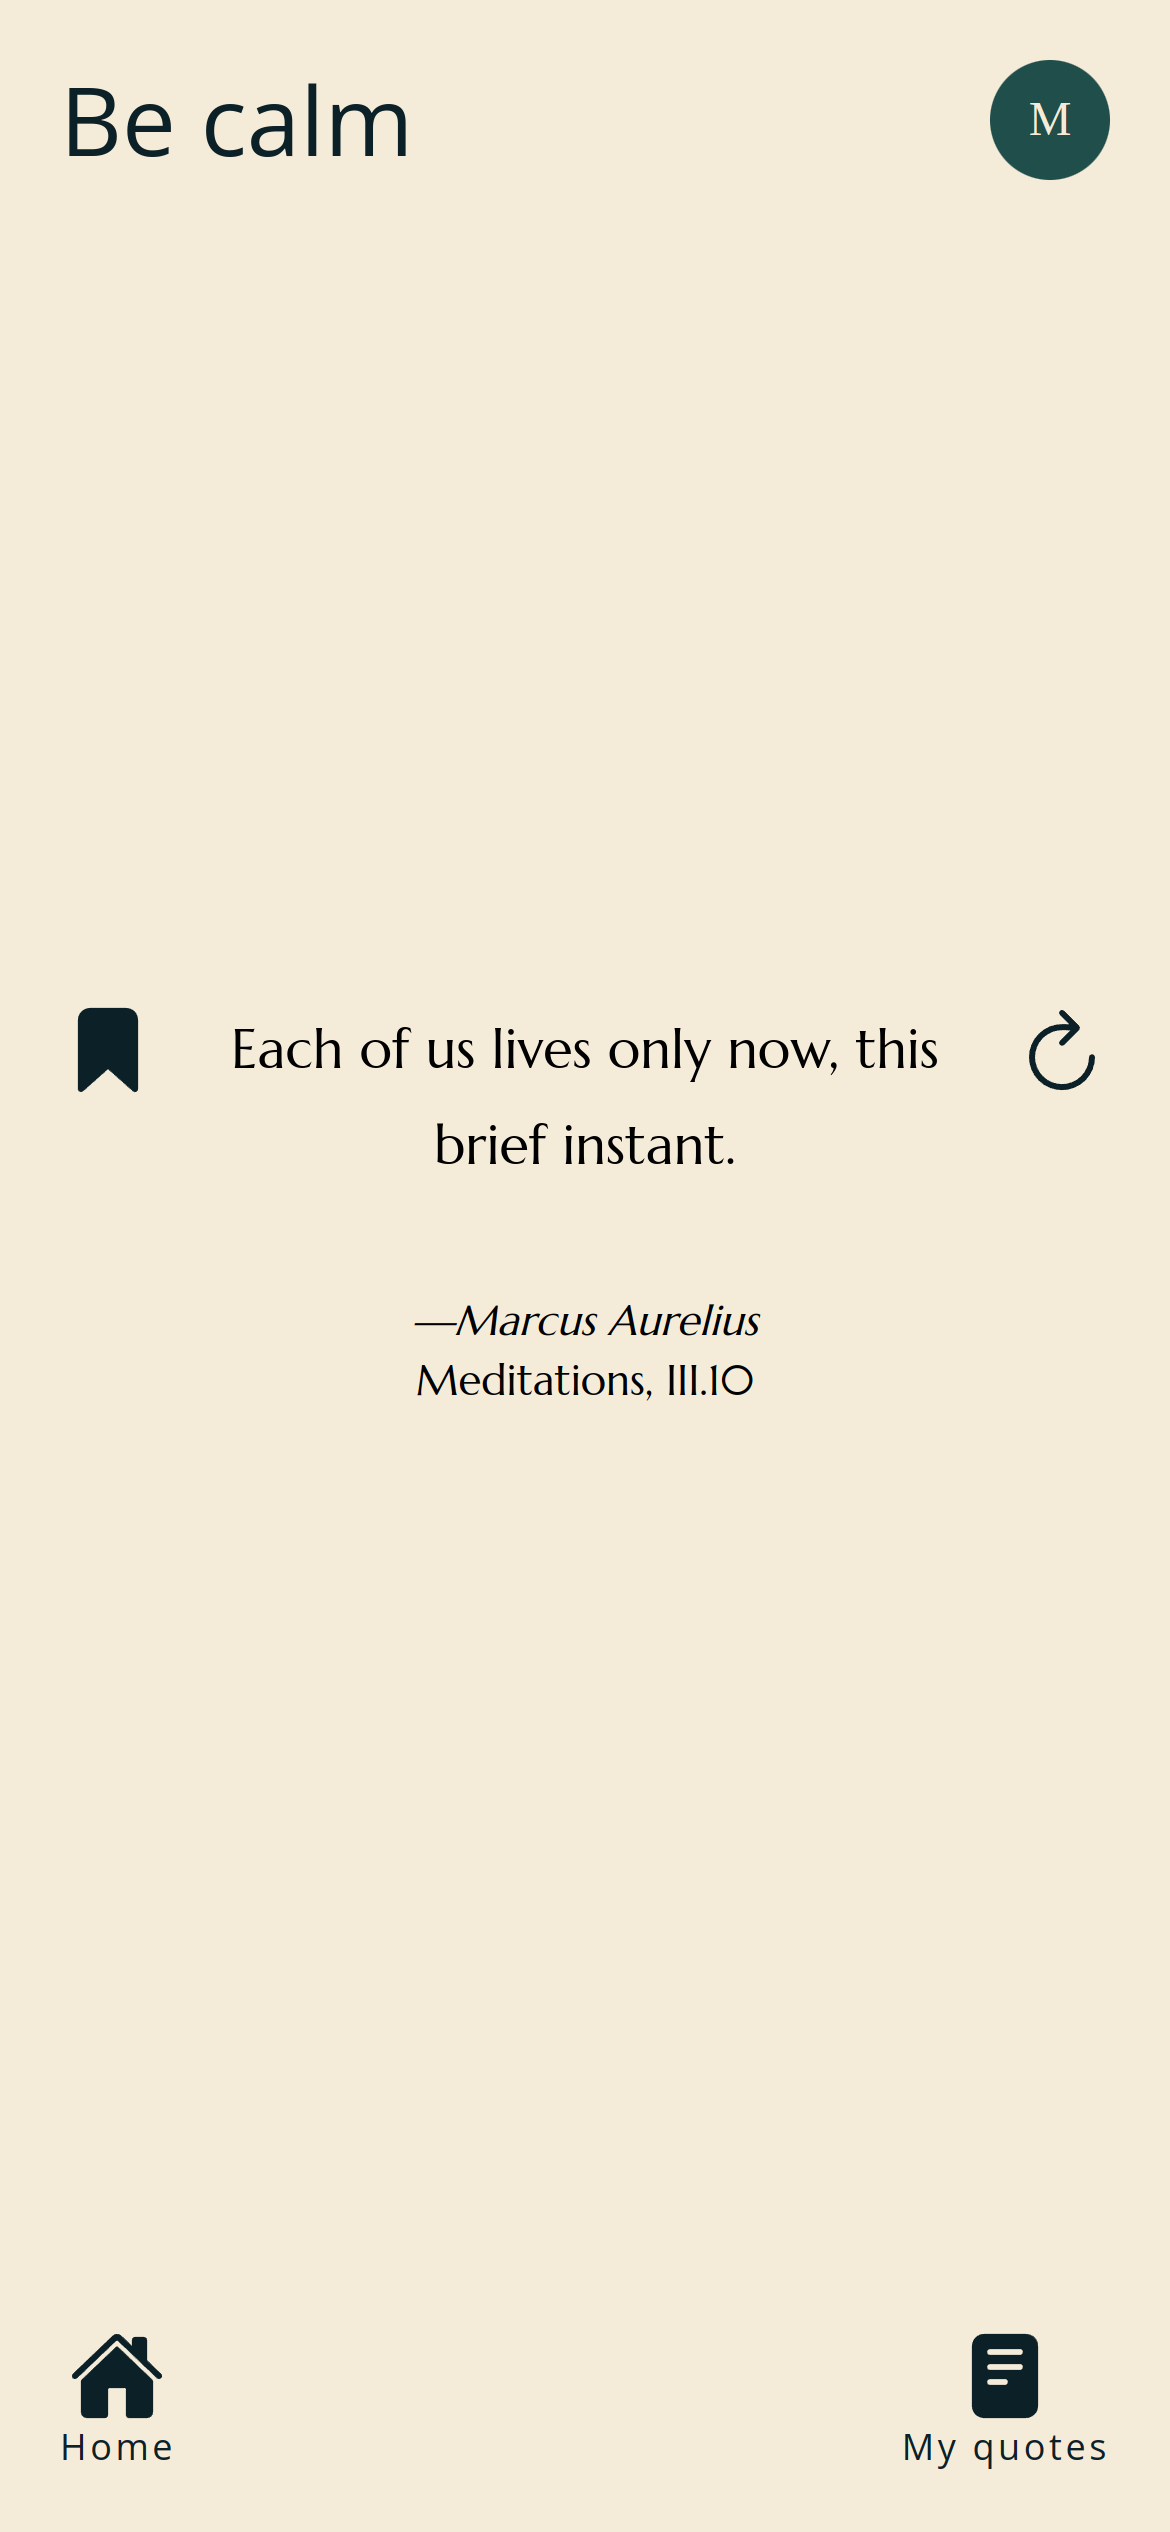 Be calm
M
Each of us lives only now, this
brief instant.
—Marcus Aurelius
Meditations, III.10
Home
My quotes